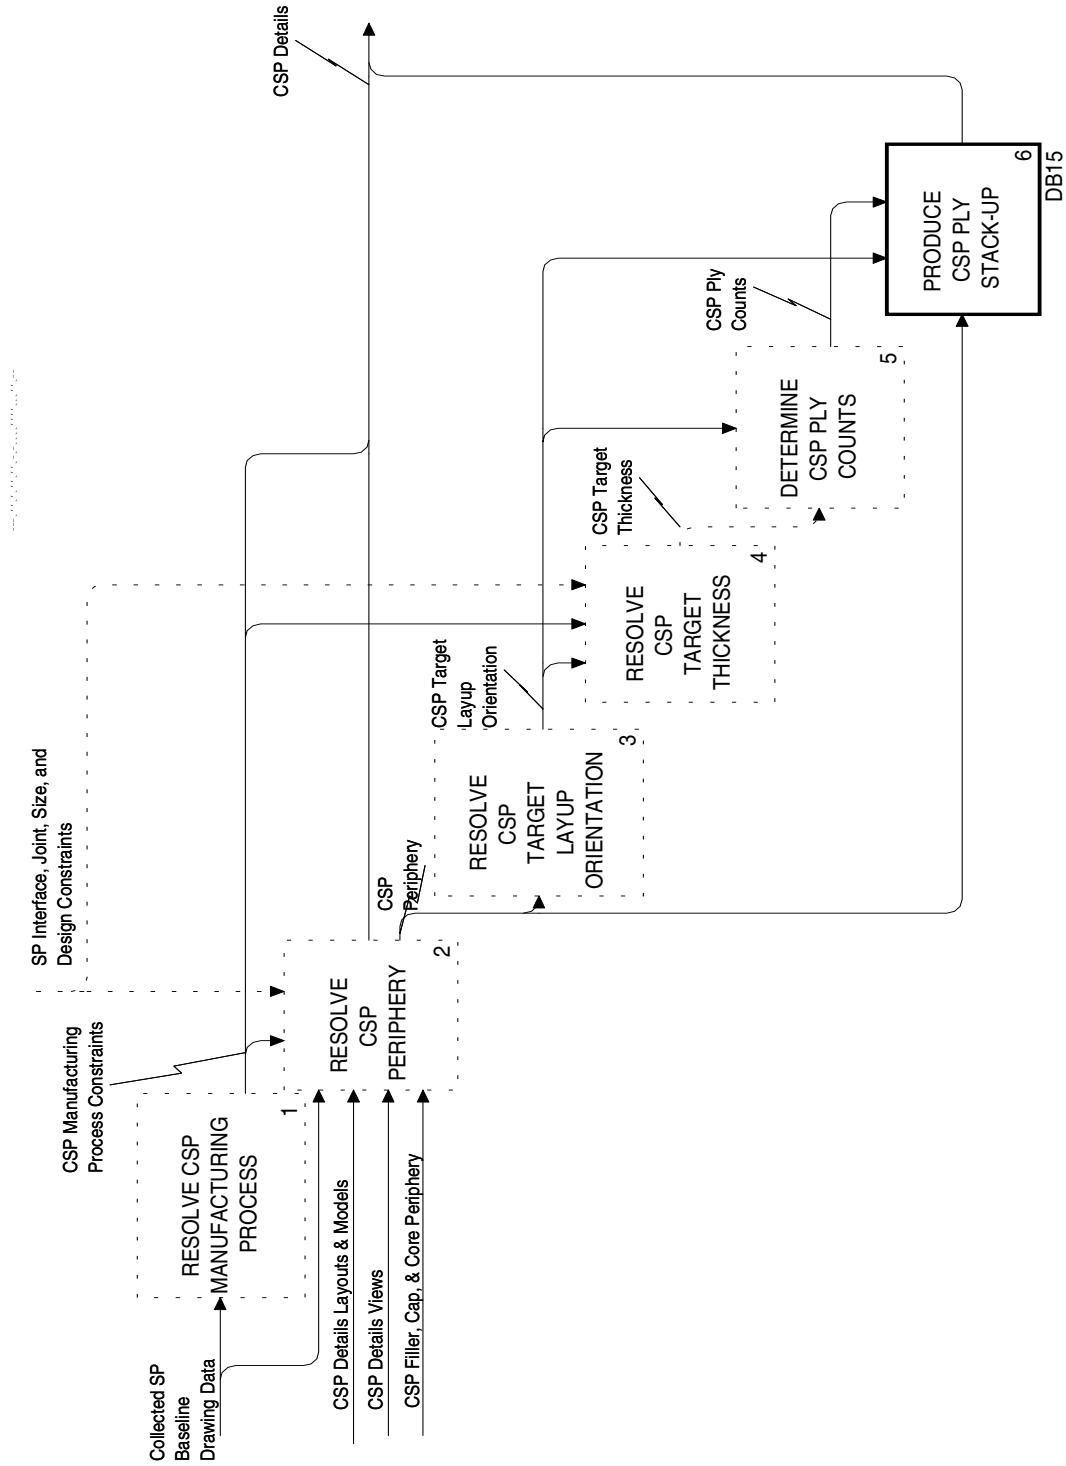 CSP Details
SP Interface, Joint, Size, and
Design Constraints
CSP Manufacturing
Process Constraints
Collected SP
Baseline
Drawing Data
RESOLVE CSP
MANUFACTURING
PROCESS
1
CSP Details Layouts & Models
CSP Details Views
CSP Filler, Cap, & Core Periphery
RESOLVE
CSP
PERIPHERY
2
CSP
Periphery
RESOLVE
CSP
TARGET
LAYUP
ORIENTATION
3
CSP Target
Layup
Orientation
RESOLVE
CSP
TARGET
THICKNESS
4
CSP Target
Thickness
DETERMINE
CSP PLY
COUNTS
5
CSP Ply
Counts
PRODUCE
CSP PLY
STACK-UP
6
DB15